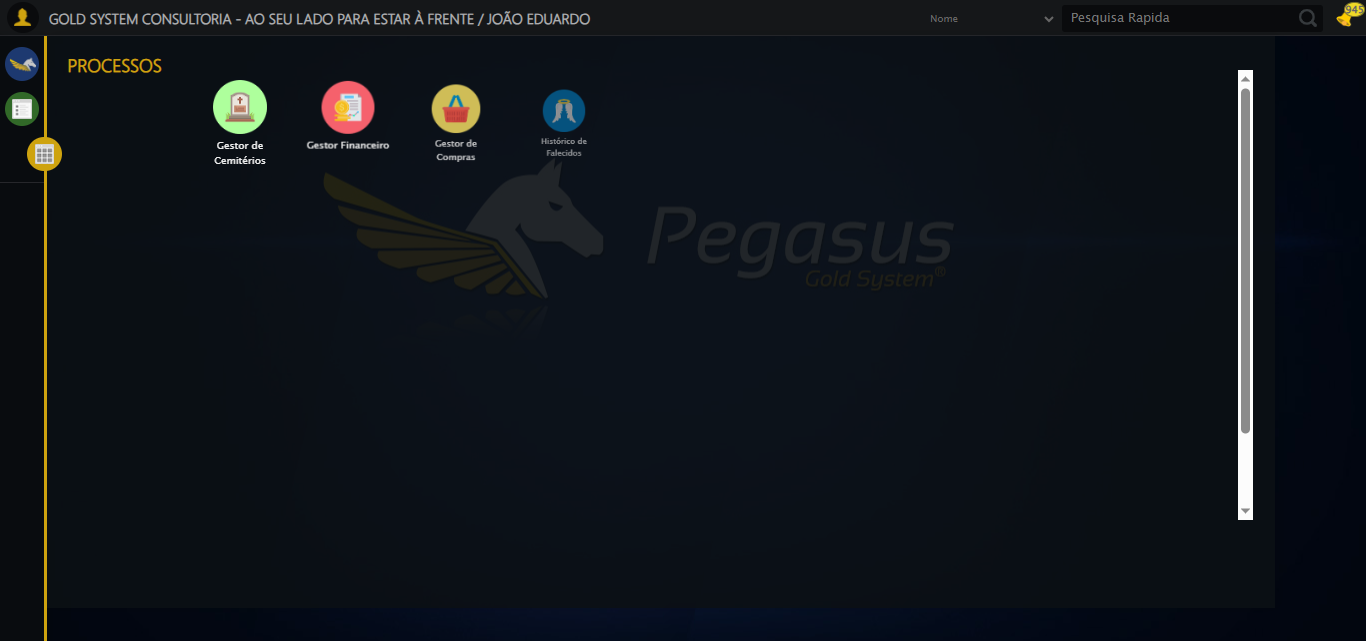 GOLD SYSTEM CONSULTORIA - AO SEU LADO PARA ESTAR À FRENTE / JOÃO EDUARDO
Nome
Pesquisa Rapida
945
PROCESSOS
Gestor de
Cemitérios
Gestor Financeiro
Gestor de
Compras
Histórico de
Falecidos
Pegasus
Gold System®